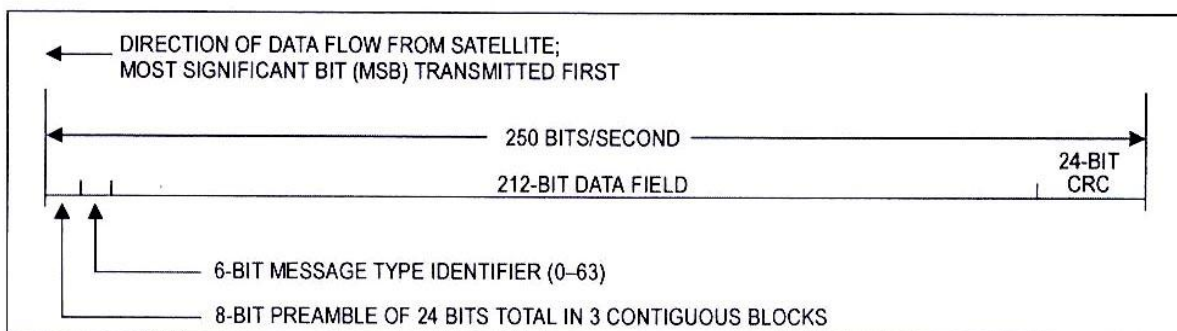 DIRECTION OF DATA FLOW FROM SATELLITE;
MOST SIGNIFICANT BIT (MSB) TRANSMITTED FIRST
250 BITS/SECOND
24-BIT
CRC
212-BIT DATA FIELD
6-BIT MESSAGE TYPE IDENTIFIER (0–63)
8-BIT PREAMBLE OF 24 BITS TOTAL IN 3 CONTIGUOUS BLOCKS